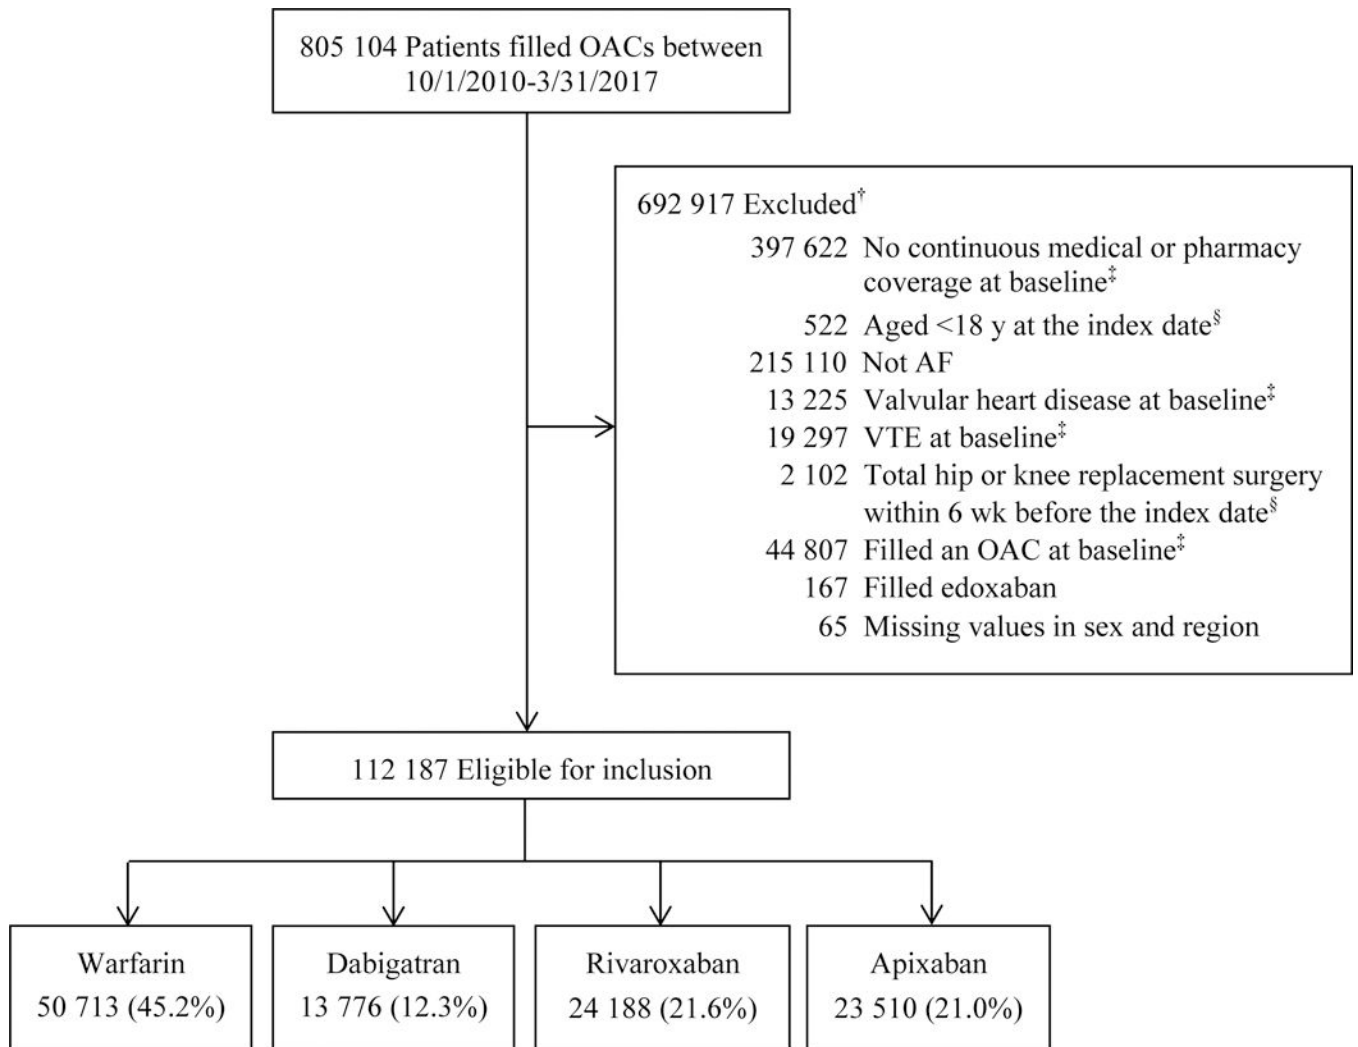 805 104 Patients filled OACs between
10/1/2010-3/31/2017
692 917 Excluded†
397 622 No continuous medical or pharmacy
coverage at baseline‡
522 Aged <18 y at the index date§
215 110 Not AF
13 225 Valvular heart disease at baseline‡
19 297 VTE at baseline‡
2 102 Total hip or knee replacement surgery
within 6 wk before the index date§
44 807 Filled an OAC at baseline‡
167 Filled edoxaban
65 Missing values in sex and region
112 187 Eligible for inclusion
Warfarin
50 713 (45.2%)
Dabigatran
13 776 (12.3%)
Rivaroxaban
24 188 (21.6%)
Apixaban
23 510 (21.0%)